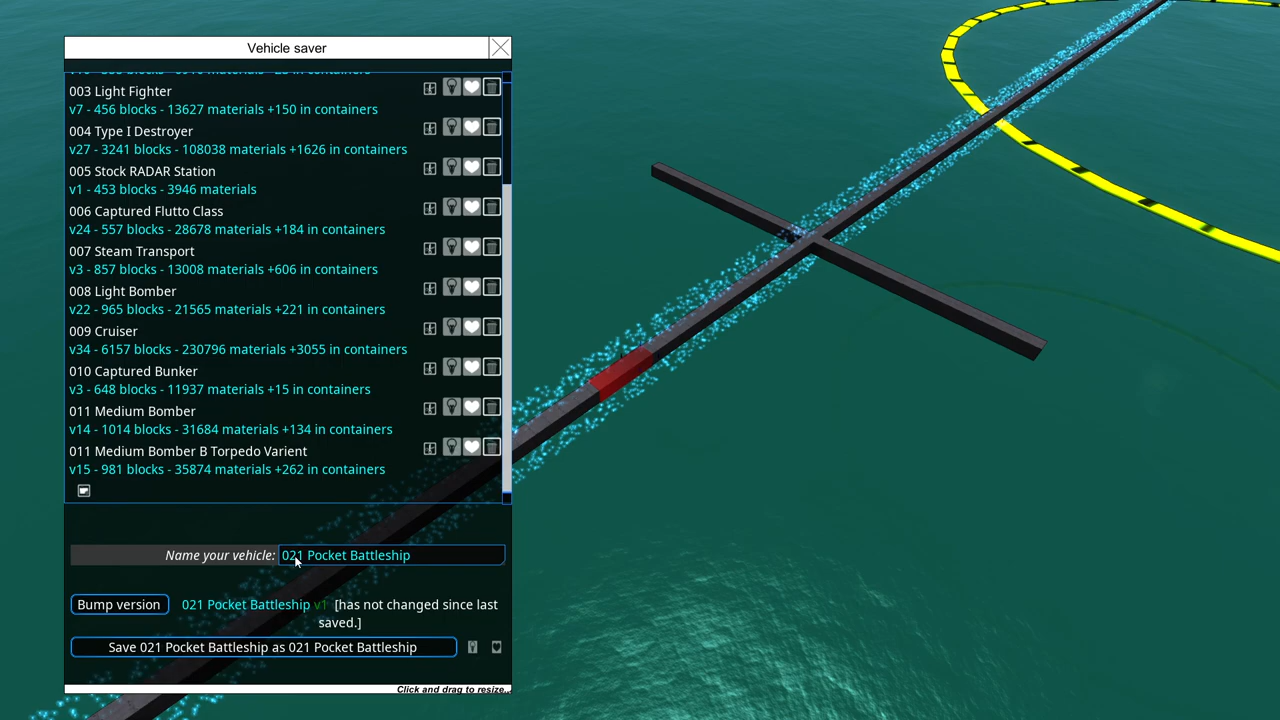 Vehicle saver
003 Light Fighter
v7 - 456 blocks - 13627 materials +150 in containers
004 Type I Destroyer
v27 - 3241 blocks - 108038 materials +1626 in containers
005 Stock RADAR Station
v1 - 453 blocks - 3946 materials
006 Captured Flutto Class
v24 - 557 blocks - 28678 materials +184 in containers
007 Steam Transport
v3 - 857 blocks - 13008 materials +606 in containers
008 Light Bomber
v22 - 965 blocks - 21565 materials +221 in containers
009 Cruiser
v34 - 6157 blocks - 230796 materials +3055 in containers
010 Captured Bunker
v3 - 648 blocks - 11937 materials +15 in containers
011 Medium Bomber
v14 - 1014 blocks - 31684 materials +134 in containers
011 Medium Bomber B Torpedo Varient
v15 - 981 blocks - 35874 materials +262 in containers
Name your vehicle: 021 Pocket Battleship
Bump version 021 Pocket Battleship v1 [has not changed since last
saved.]
Save 021 Pocket Battleship as 021 Pocket Battleship
Click and drag to resize..